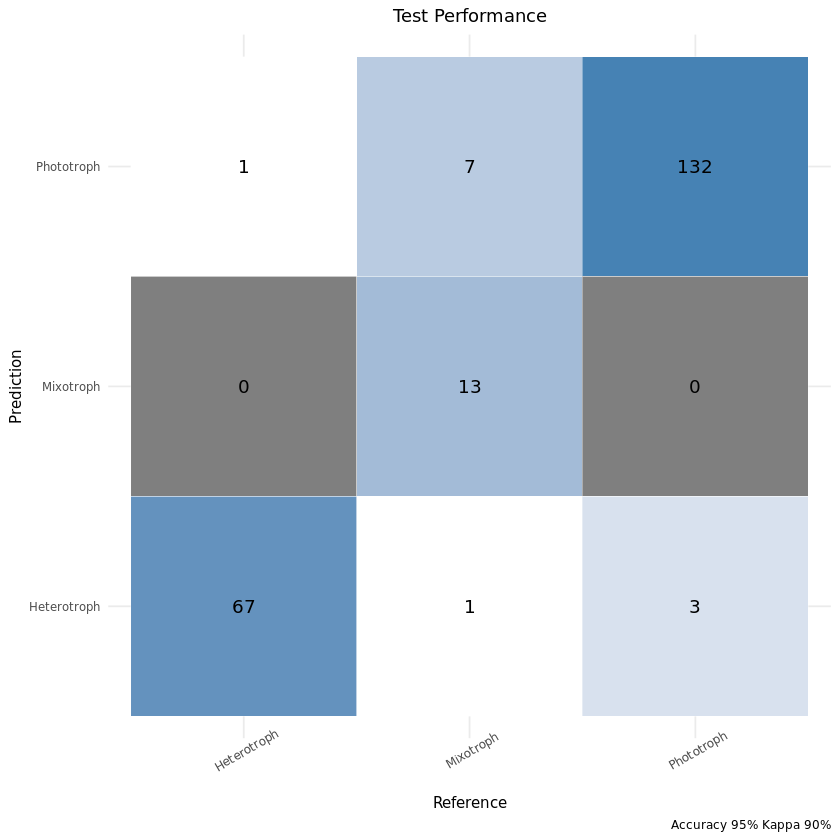 Test Performance
Phototroph
1
7
132
Mixotroph
0
13
0
Heterotroph
67
1
3
Heterotroph
Mixotroph
Phototroph
Prediction
Reference
Accuracy 95% Kappa 90%